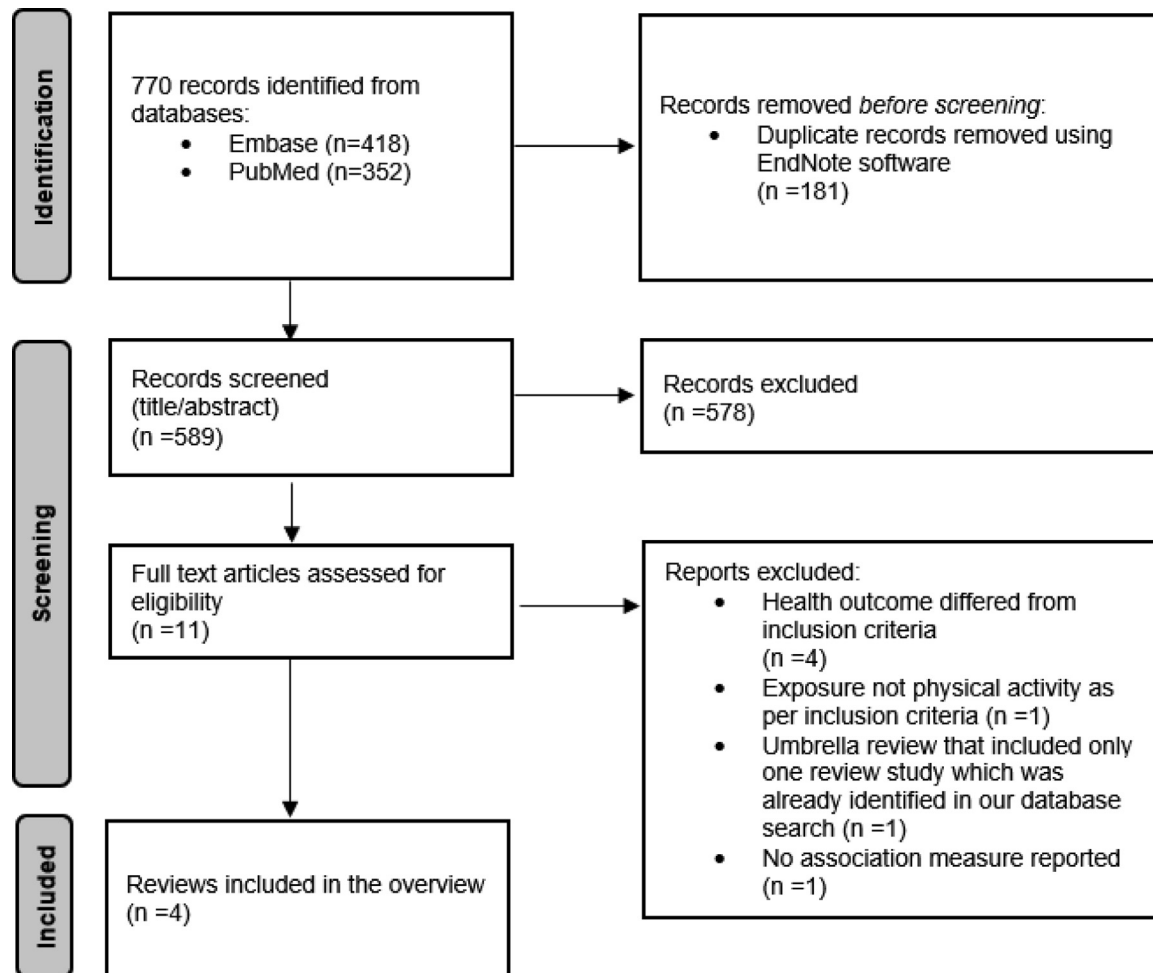 Identification
770 records identified from
databases:
• Embase (n=418)
• PubMed (n=352)
Records removed before screening:
• Duplicate records removed using
EndNote software
(n =181)
Screening
Records screened
(title/abstract)
(n =589)
Records excluded
(n =578)
Full text articles assessed for
eligibility
(n =11)
Reports excluded:
• Health outcome differed from
inclusion criteria
(n =4)
• Exposure not physical activity as
per inclusion criteria (n =1)
• Umbrella review that included only
one review study which was
already identified in our database
search (n =1)
• No association measure reported
(n =1)
Included
Reviews included in the overview
(n =4)